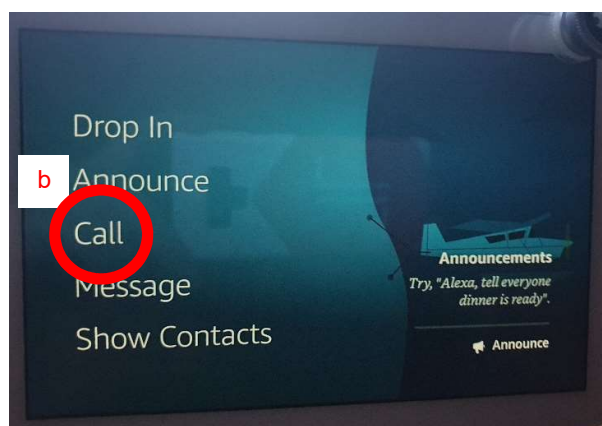 Drop In
b
Announce
Call
Message
Show Contacts
Announcements
Try, "Alexa, tell everyone
dinner is ready".
Announce